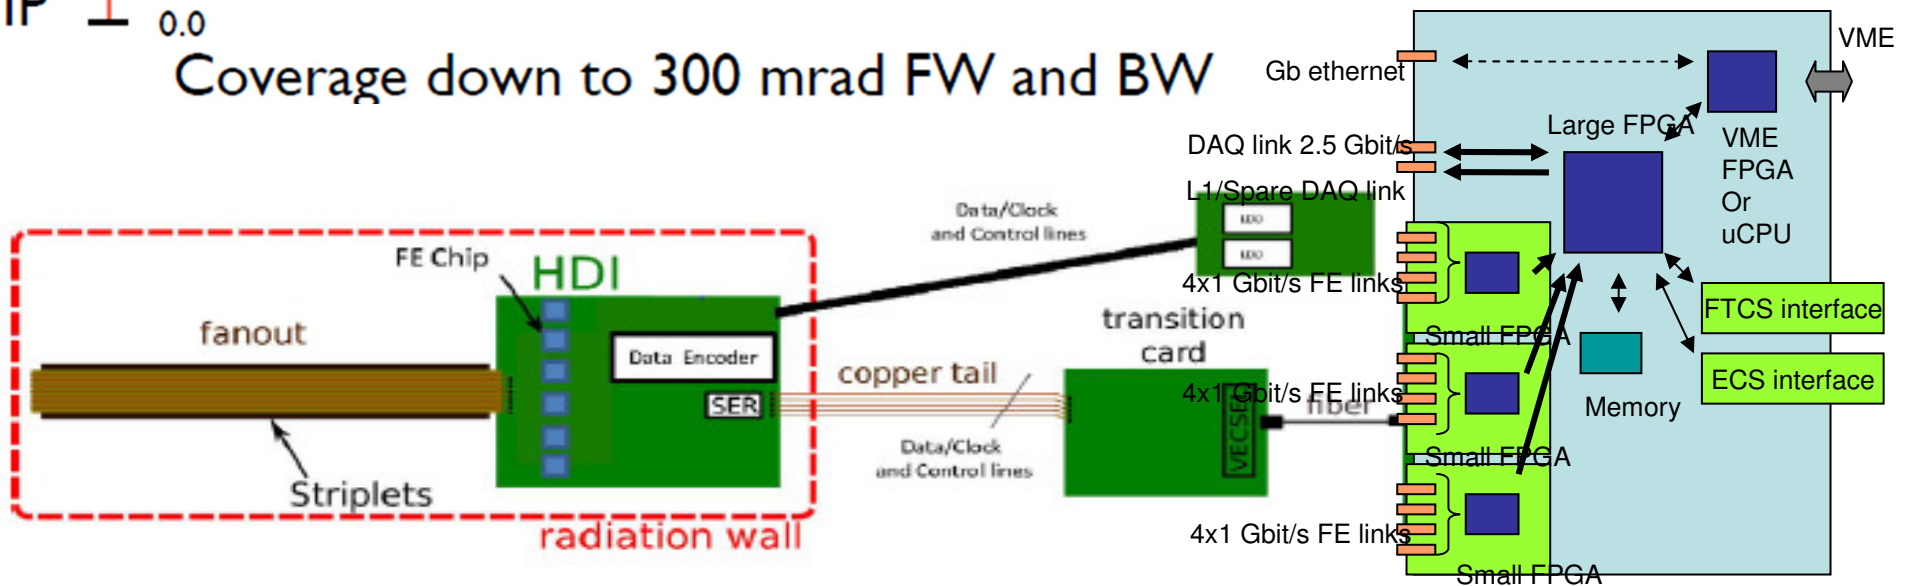 IP
0.0
Coverage down to 300 mrad FW and BW
VME
Gb ethernet
Large FPGA
VME
FPGA
Or
uCPU
DAQ link 2.5 Gbit/s
L1/Spare DAQ link
Data/Clock
and Control lines
LDO
LDO
FE Chip
HDI
4x1 Gbit/s FE links
FTCS interface
fanout
transition
card
Small FPGA
Data Encoder
copper tail
ECS interface
SER
4x1 Gbit/s FE links
fiber
Memory
VECSEL
Data/Clock
and Control lines
Small FPGA
Striplets
radiation wall
4x1 Gbit/s FE links
Small FPGA